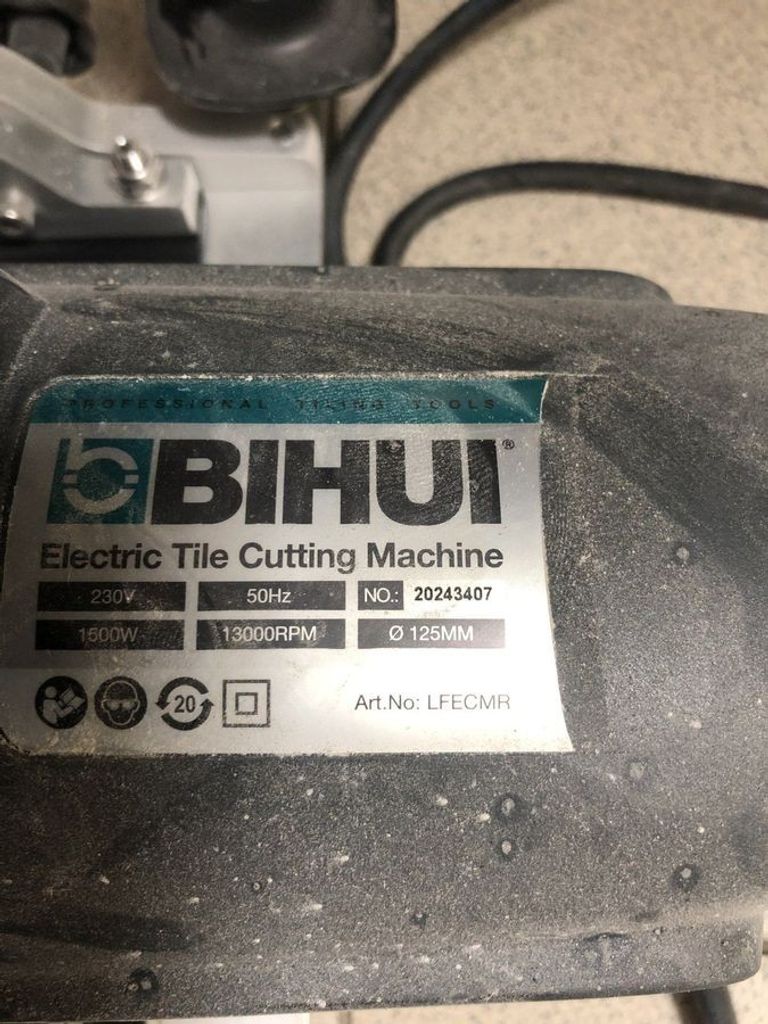 PROFESSIONAL TILING TOOLS
BIHUI®
Electric Tile Cutting Machine
230V 50Hz NO.: 20243407
1500W 13000RPM Ø 125MM
20
Art.No: LFECMR